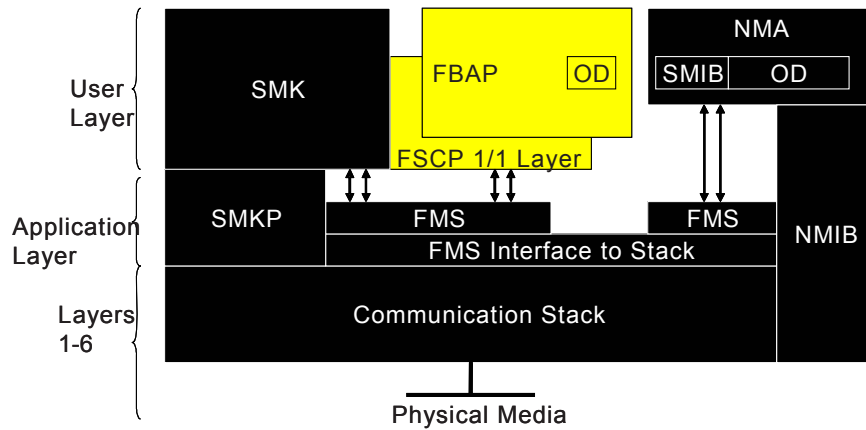 NMA
SMIB
OD
FBAP
OD
SMK
User
Layer
FSCP 1/1 Layer
SMKP
FMS
FMS
Application
Layer
NMIB
FMS Interface to Stack
Layers
1-6
Communication Stack
Physical Media